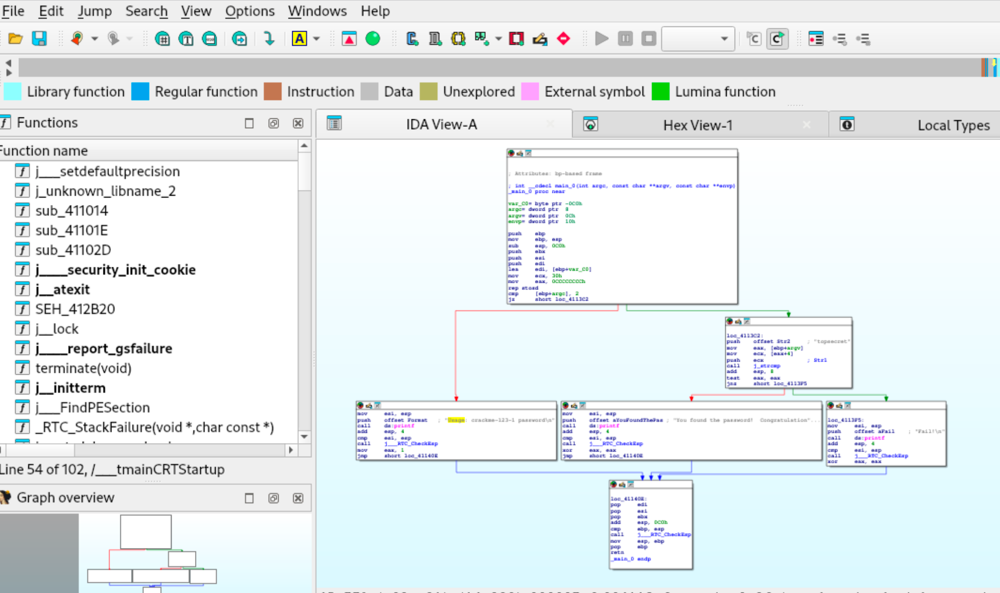 File Edit Jump Search View Options Windows Help
Library function Regular function Instruction Data Unexplored External symbol Lumina function
Functions
Function name
j___setdefaultprecision
j_unknown_libname_2
sub_411014
sub_41101E
sub_41102D
j____security_init_cookie
j__atexit
SEH_412B20
j__lock
j____report_gsfailure
terminate(void)
j__initterm
j___FindPESection
_RTC_StackFailure(void *,char const *)
Line 54 of 102, /___tmainCRTStartup
Graph overview
IDA View-A
Hex View-1
Local Types
; Attributes: bp-based frame
; int __cdecl main_0(int argc, const char **argv, const char **envp)
_main_0 proc near
var_C0= byte ptr -0C0h
argc= dword ptr 8
argv= dword ptr 0Ch
envp= dword ptr 10h
push ebp
mov ebp, esp
sub esp, 0C0h
push ebx
push esi
push edi
lea edi, [ebp+var_C0]
mov ecx, 30h
mov eax, 0CCCCCCCCh
rep stosd
cmp [ebp+argc], 2
jz short loc_4113C2
loc_4113C2:
push offset Str2 ; "topsecret"
mov eax, [ebp+argv]
mov ecx, [eax+4]
push ecx ; Str1
call j_strcmp
add esp, 8
test eax, eax
jnz short loc_4113F5
mov esi, esp
push offset Format ; "Usage: crackme-123-1 password\n"
call ds:printf
add esp, 4
cmp esi, esp
call j___RTC_CheckEsp
mov eax, 1
jmp short loc_41140E
mov esi, esp
push offset aYouFoundThePas ; "You found the password! Congratulation"...
call ds:printf
add esp, 4
cmp esi, esp
call j___RTC_CheckEsp
xor eax, eax
jmp short loc_41140E
loc_4113F5:
mov esi, esp
push offset aFail ; "Fail!\n"
call ds:printf
add esp, 4
cmp esi, esp
call j___RTC_CheckEsp
xor eax, eax
loc_41140E:
pop edi
pop esi
pop ebx
add esp, 0C0h
cmp ebp, esp
call j___RTC_CheckEsp
mov esp, ebp
pop ebp
retn
_main_0 endp